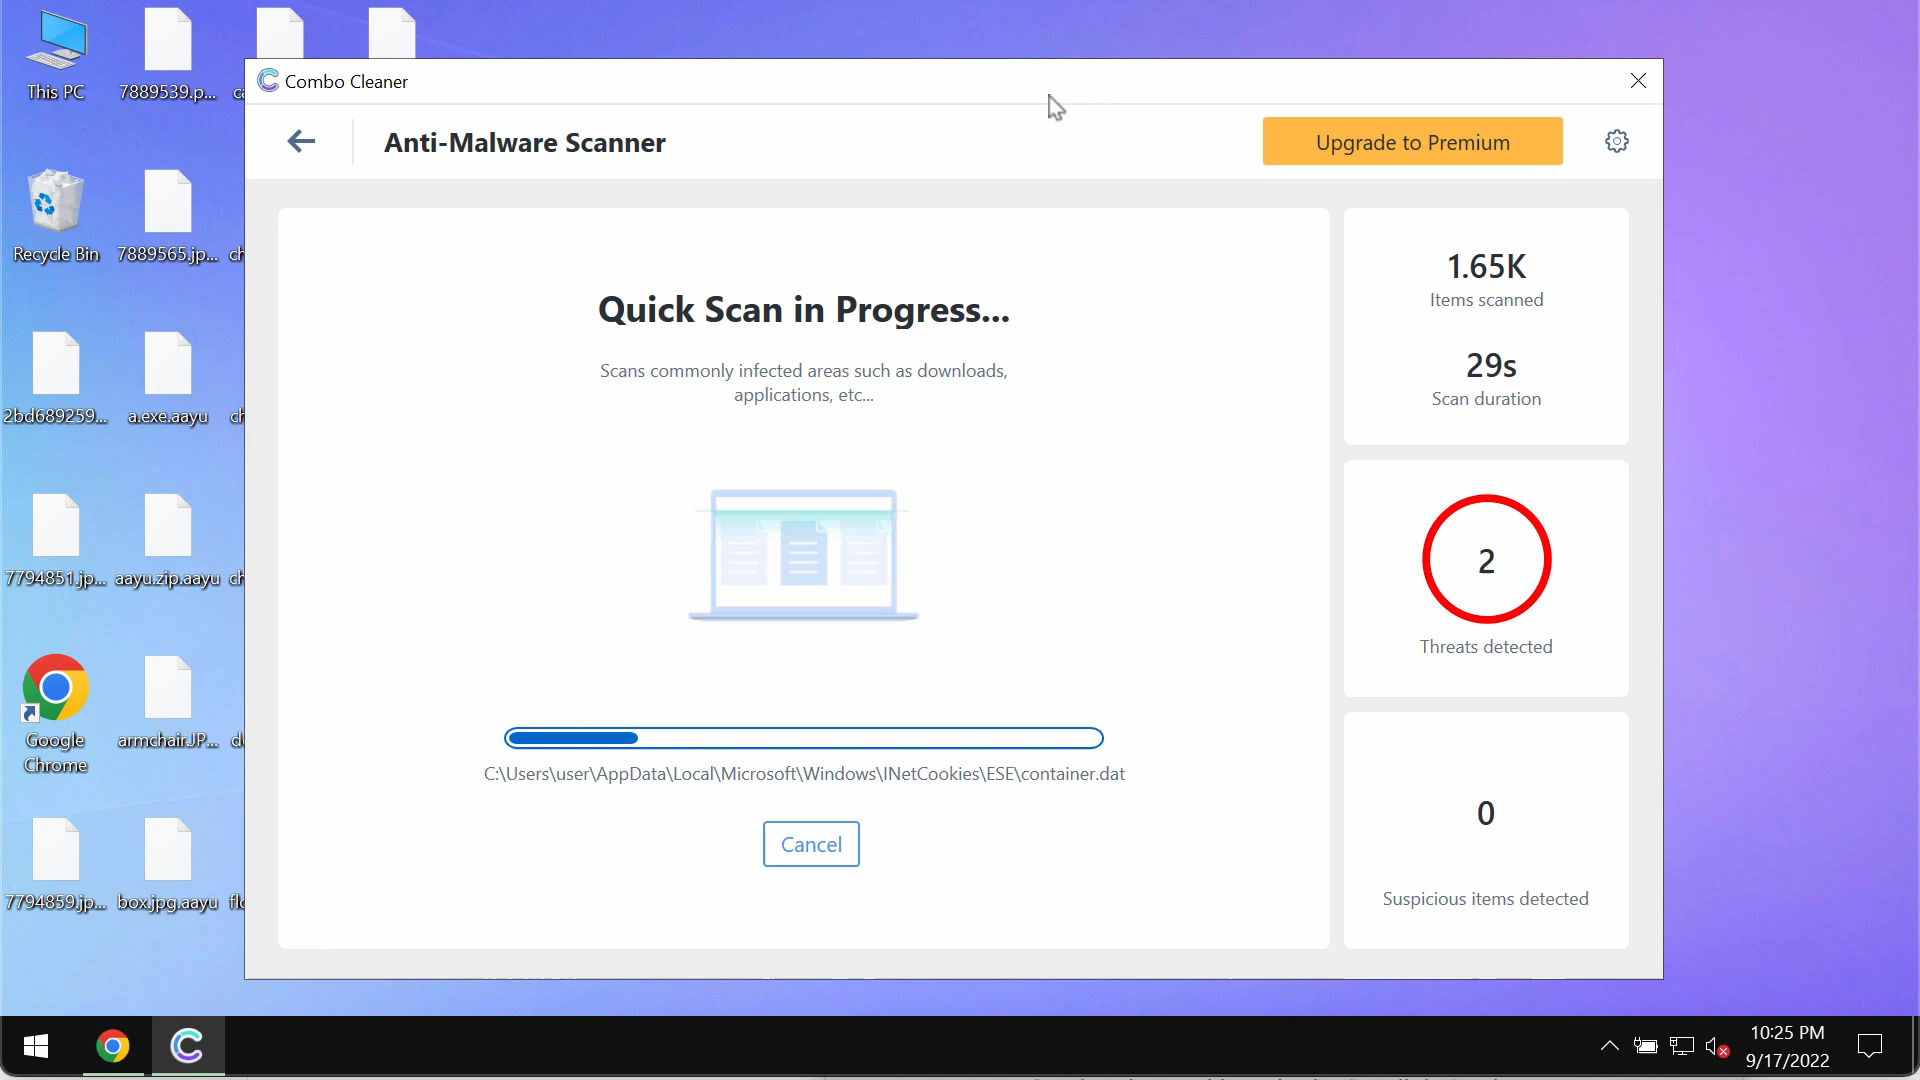 This PC
7889539.p...
Recycle Bin
7889565.jp...
2bd689259...
a.exe.aayu
7794851.jp...
aayu.zip.aayu
Google
Chrome
armchair.JP...
7794859.jp...
box.jpg.aayu
Combo Cleaner
Anti-Malware Scanner
Upgrade to Premium
Quick Scan in Progress...
Scans commonly infected areas such as downloads,
applications, etc...
C:\Users\user\AppData\Local\Microsoft\Windows\INetCookies\ESE\container.dat
Cancel
1.65K
Items scanned
29s
Scan duration
2
Threats detected
0
Suspicious items detected
10:25 PM
9/17/2022